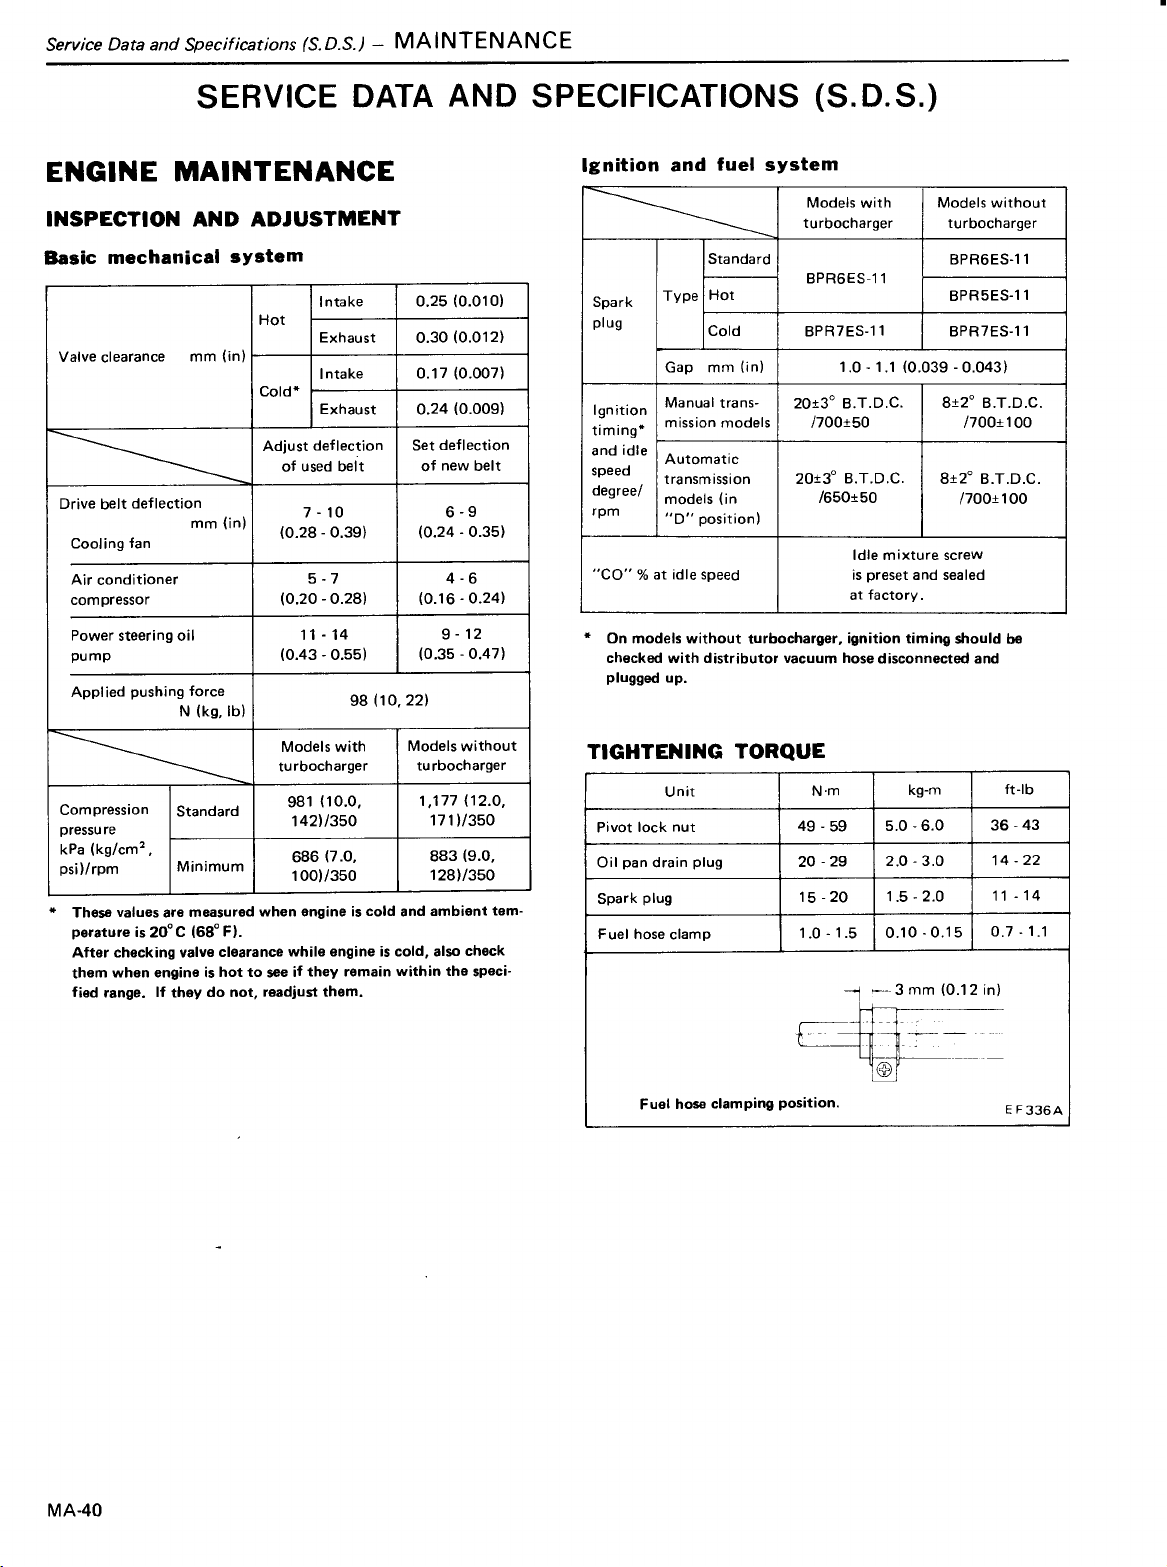 Service Data and Specifications (S.D.S.) – MAINTENANCE
SERVICE DATA AND SPECIFICATIONS (S.D.S.)
ENGINE MAINTENANCE
INSPECTION AND ADJUSTMENT
Basic mechanical system
Valve clearance mm (in)
Hot
Intake 0.25 (0.010)
Exhaust 0.30 (0.012)
Cold*
Intake 0.17 (0.007)
Exhaust 0.24 (0.009)
Adjust deflection Set deflection
of used belt of new belt
Drive belt deflection
mm (in)
Cooling fan
7 - 10 6 - 9
(0.28 - 0.39) (0.24 - 0.35)
Air conditioner 5 - 7 4 - 6
compressor (0.20 - 0.28) (0.16 - 0.24)
Power steering oil 11 - 14 9 - 12
pump (0.43 - 0.55) (0.35 - 0.47)
Applied pushing force
N (kg, lb)
98 (10, 22)
Models with Models without
turbocharger turbocharger
Compression
pressure
kPa (kg/cm²,
psi)/rpm
Standard
981 (10.0, 1,177 (12.0,
142)/350 171)/350
Minimum
686 (7.0, 883 (9.0,
100)/350 128)/350
* These values are measured when engine is cold and ambient tem-
perature is 20°C (68°F).
After checking valve clearance while engine is cold, also check
them when engine is hot to see if they remain within the speci-
fied range. If they do not, readjust them.
Ignition and fuel system
Models with Models without
turbocharger turbocharger
Spark
plug
Type
Standard
BPR6ES-11
BPR6ES-11
Hot
BPR5ES-11
Cold BPR7ES-11 BPR7ES-11
Gap mm (in) 1.0 - 1.1 (0.039 - 0.043)
Ignition
timing*
and idle
speed
degree/
rpm
Manual trans-
mission models
20±3° B.T.D.C. 8±2° B.T.D.C.
/700±50 /700±100
Automatic
transmission
models (in
"D" position)
20±3° B.T.D.C. 8±2° B.T.D.C.
/650±50 /700±100
"CO" % at idle speed
Idle mixture screw
is preset and sealed
at factory.
* On models without turbocharger, ignition timing should be
checked with distributor vacuum hose disconnected and
plugged up.
TIGHTENING TORQUE
Unit N·m kg-m ft-lb
Pivot lock nut 49 - 59 5.0 - 6.0 36 - 43
Oil pan drain plug 20 - 29 2.0 - 3.0 14 - 22
Spark plug 15 - 20 1.5 - 2.0 11 - 14
Fuel hose clamp 1.0 - 1.5 0.10 - 0.15 0.7 - 1.1
3 mm (0.12 in)
Fuel hose clamping position.
EF336A
MA-40